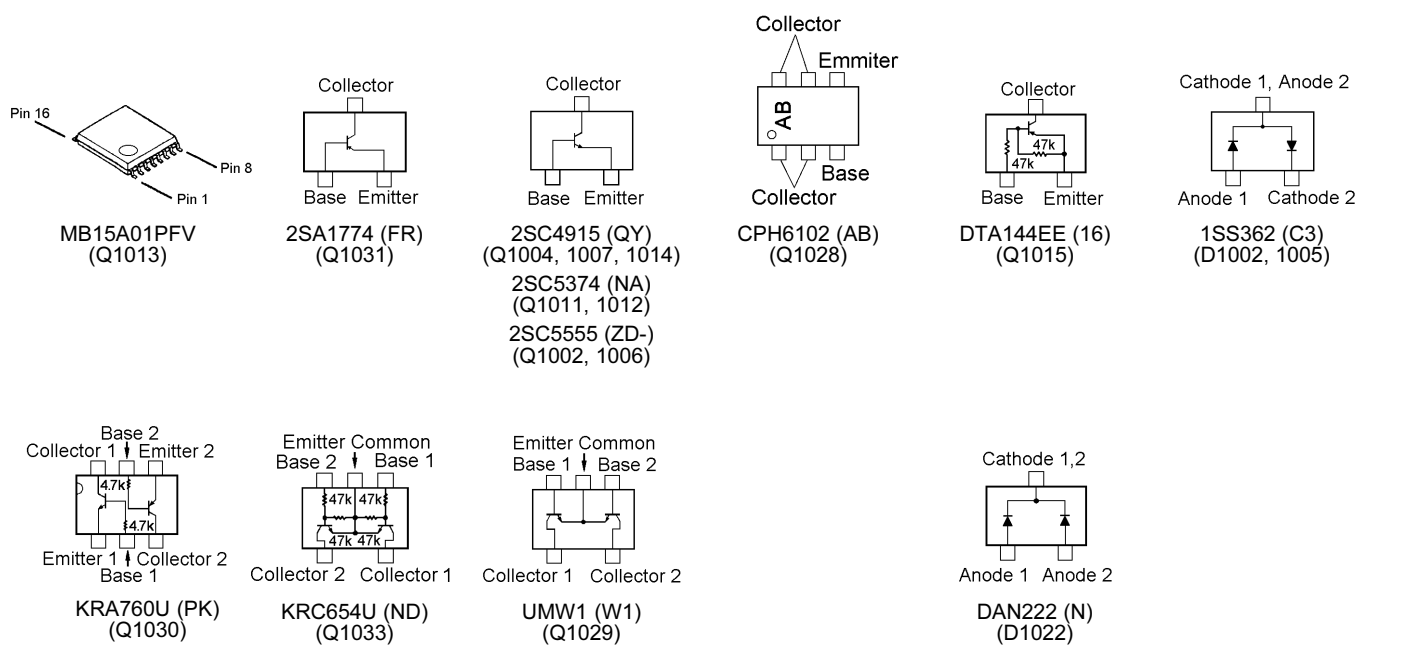 Pin 16
Pin 8
Pin 1
MB15A01PFV
(Q1013)
Collector
Base Emitter
2SA1774 (FR)
(Q1031)
Collector
Base Emitter
2SC4915 (QY)
(Q1004, 1007, 1014)
2SC5374 (NA)
(Q1011, 1012)
2SC5555 (ZD-)
(Q1002, 1006)
Collector
Emmiter
AB
Base
Collector
CPH6102 (AB)
(Q1028)
Collector
47k
47k
Base Emitter
DTA144EE (16)
(Q1015)
Cathode 1, Anode 2
Anode 1 Cathode 2
1SS362 (C3)
(D1002, 1005)
Base 2
Collector 1 Emitter 2
4.7k
4.7k
Emitter 1 Collector 2
Base 1
KRA760U (PK)
(Q1030)
Emitter Common
Base 2 Base 1
47k 47k
47k 47k
Collector 2 Collector 1
KRC654U (ND)
(Q1033)
Emitter Common
Base 1 Base 2
Collector 1 Collector 2
UMW1 (W1)
(Q1029)
Cathode 1,2
Anode 1 Anode 2
DAN222 (N)
(D1022)